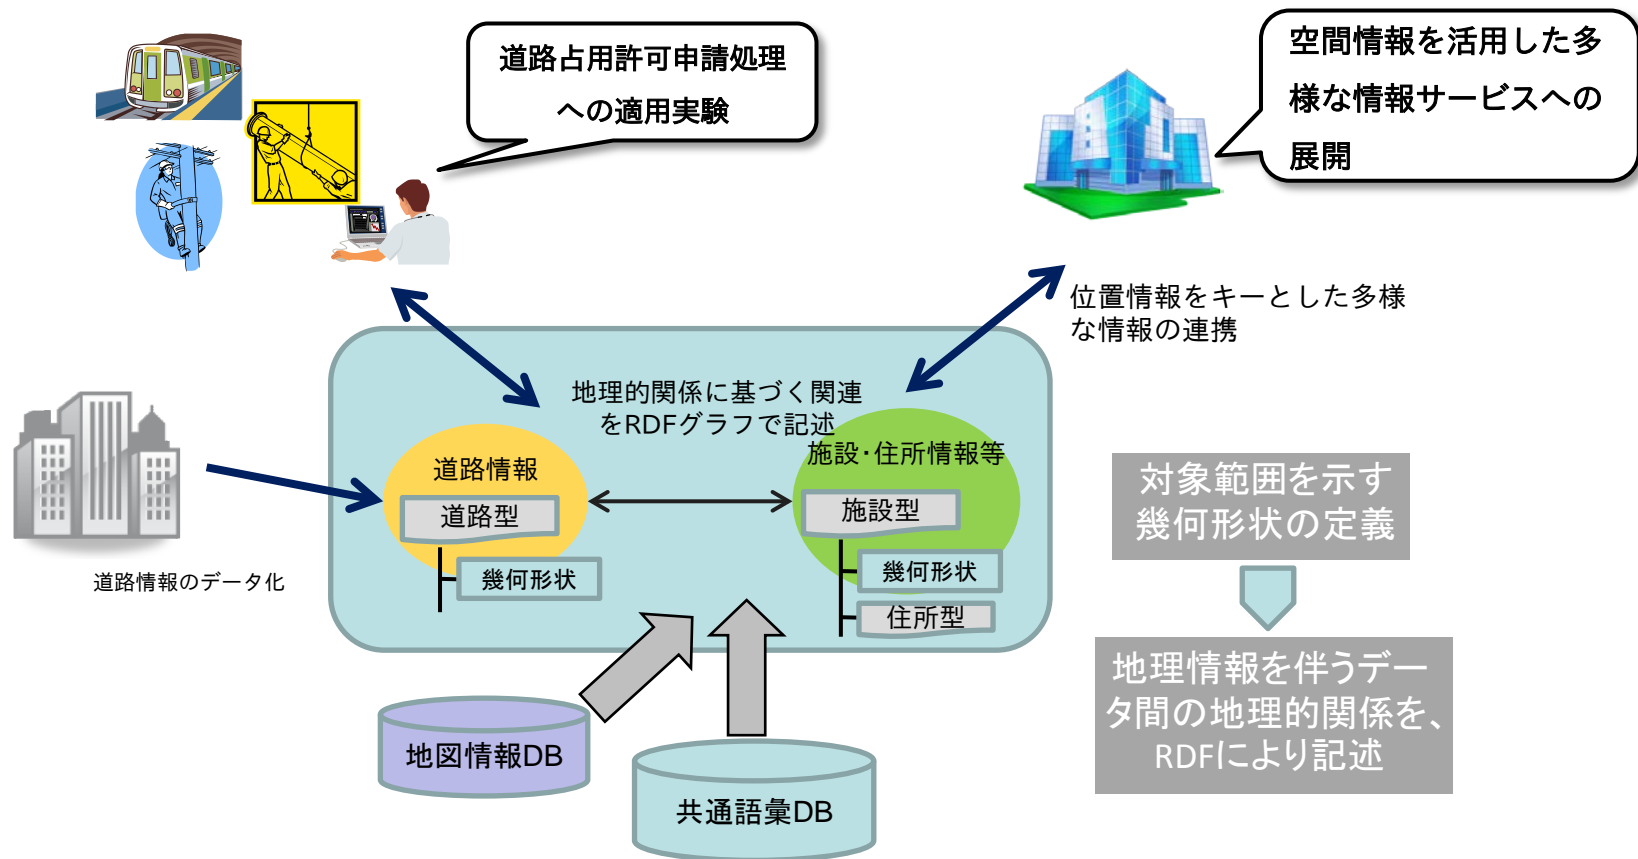 道路占用許可申請処理
への適用実験
空間情報を活用した多
様な情報サービスへの
展開
位置情報をキーとした多様
な情報の連携
地理的関係に基づく関連
をRDFグラフで記述
道路情報
道路型
幾何形状
施設・住所情報等
施設型
幾何形状
住所型
道路情報のデータ化
対象範囲を示す
幾何形状の定義
地理情報を伴うデー
タ間の地理的関係を、
RDFにより記述
地図情報DB
共通語彙DB